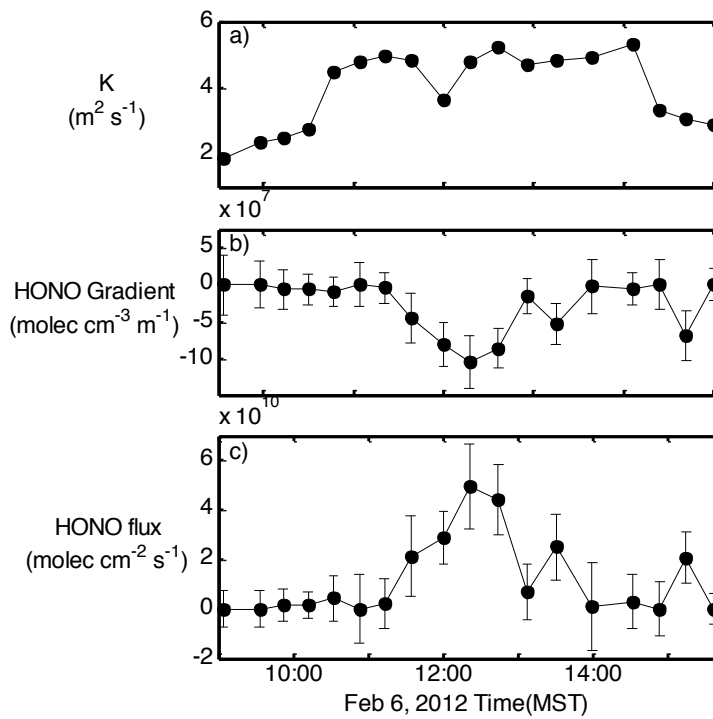 6
a)
K
(m² s⁻¹)
4
2
x 10⁷
5
b)
0
HONO Gradient
(molec cm⁻³ m⁻¹)
-5
-10
x 10¹⁰
6
c)
4
HONO flux
(molec cm⁻² s⁻¹)
2
0
-2
10:00 12:00 14:00
Feb 6, 2012 Time(MST)